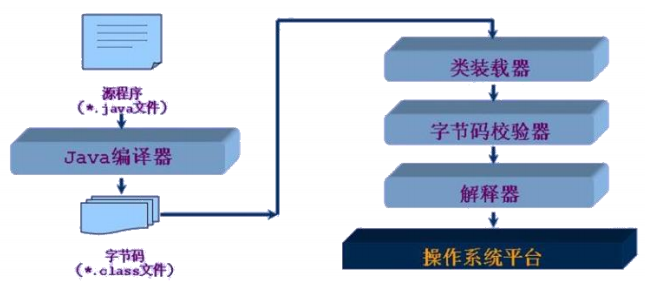 源程序
（*.java文件）
Java编译器
字节码
（*.class文件）
类装载器
字节码校验器
解释器
操作系统平台